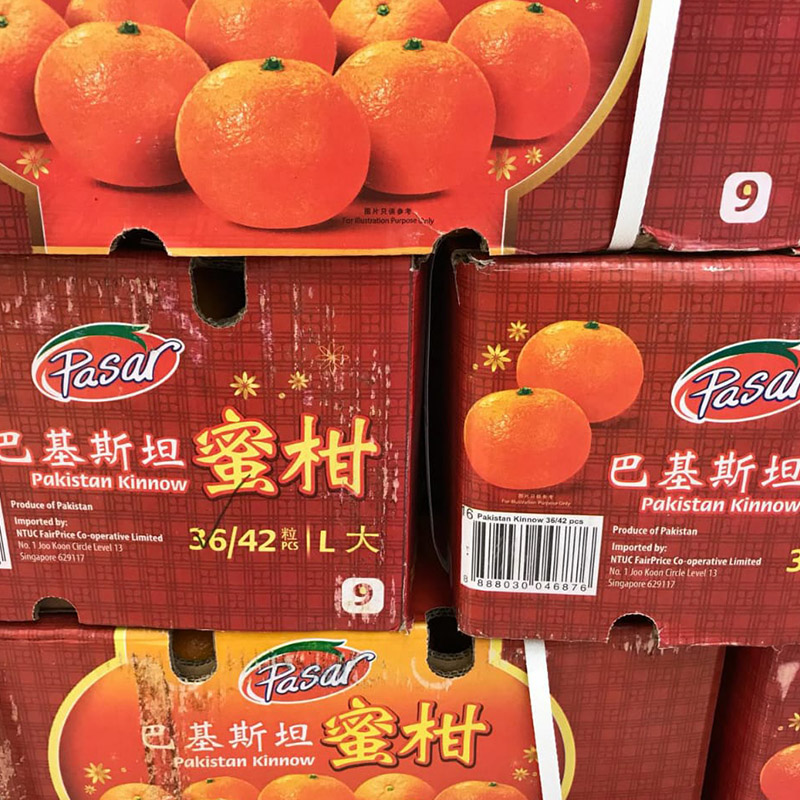 图片只供参考
For Illustration Purpose Only
9
Pasar
巴基斯坦 蜜柑
Pakistan Kinnow
Produce of Pakistan
Imported by:
NTUC FairPrice Co-operative Limited
No. 1 Joo Koon Circle Level 13
Singapore 629117
36/42 粒 PCS | L 大
9
图片只供参考
For Illustration Purpose Only
Pasar
巴基斯坦
Pakistan Kinnow
16 Pakistan Kinnow 36/42 pcs
8 888030 046876
Produce of Pakistan
Imported by:
NTUC FairPrice Co-operative Limited
No. 1 Joo Koon Circle Level 13
Singapore 629117
3
Pasar
巴基斯坦 蜜柑
Pakistan Kinnow